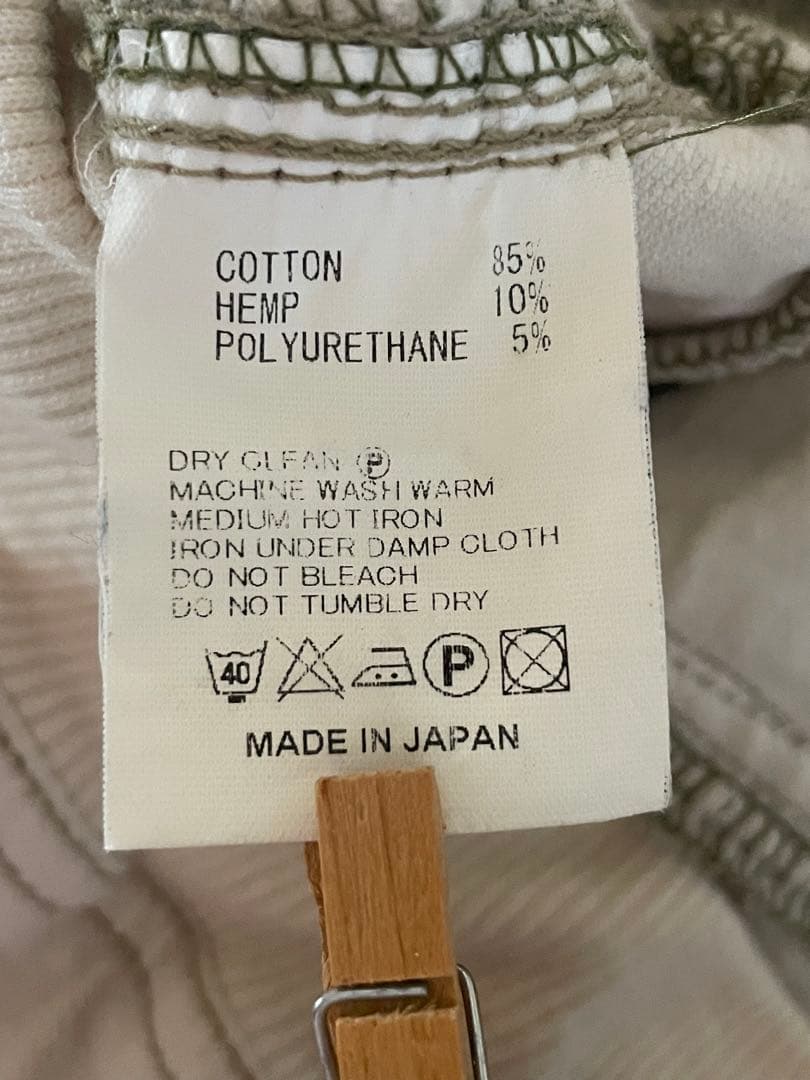 COTTON 85%
HEMP 10%
POLYURETHANE 5%
DRY CLEAN Ⓟ
MACHINE WASH WARM
MEDIUM HOT IRON
IRON UNDER DAMP CLOTH
DO NOT BLEACH
DO NOT TUMBLE DRY
40 P
MADE IN JAPAN